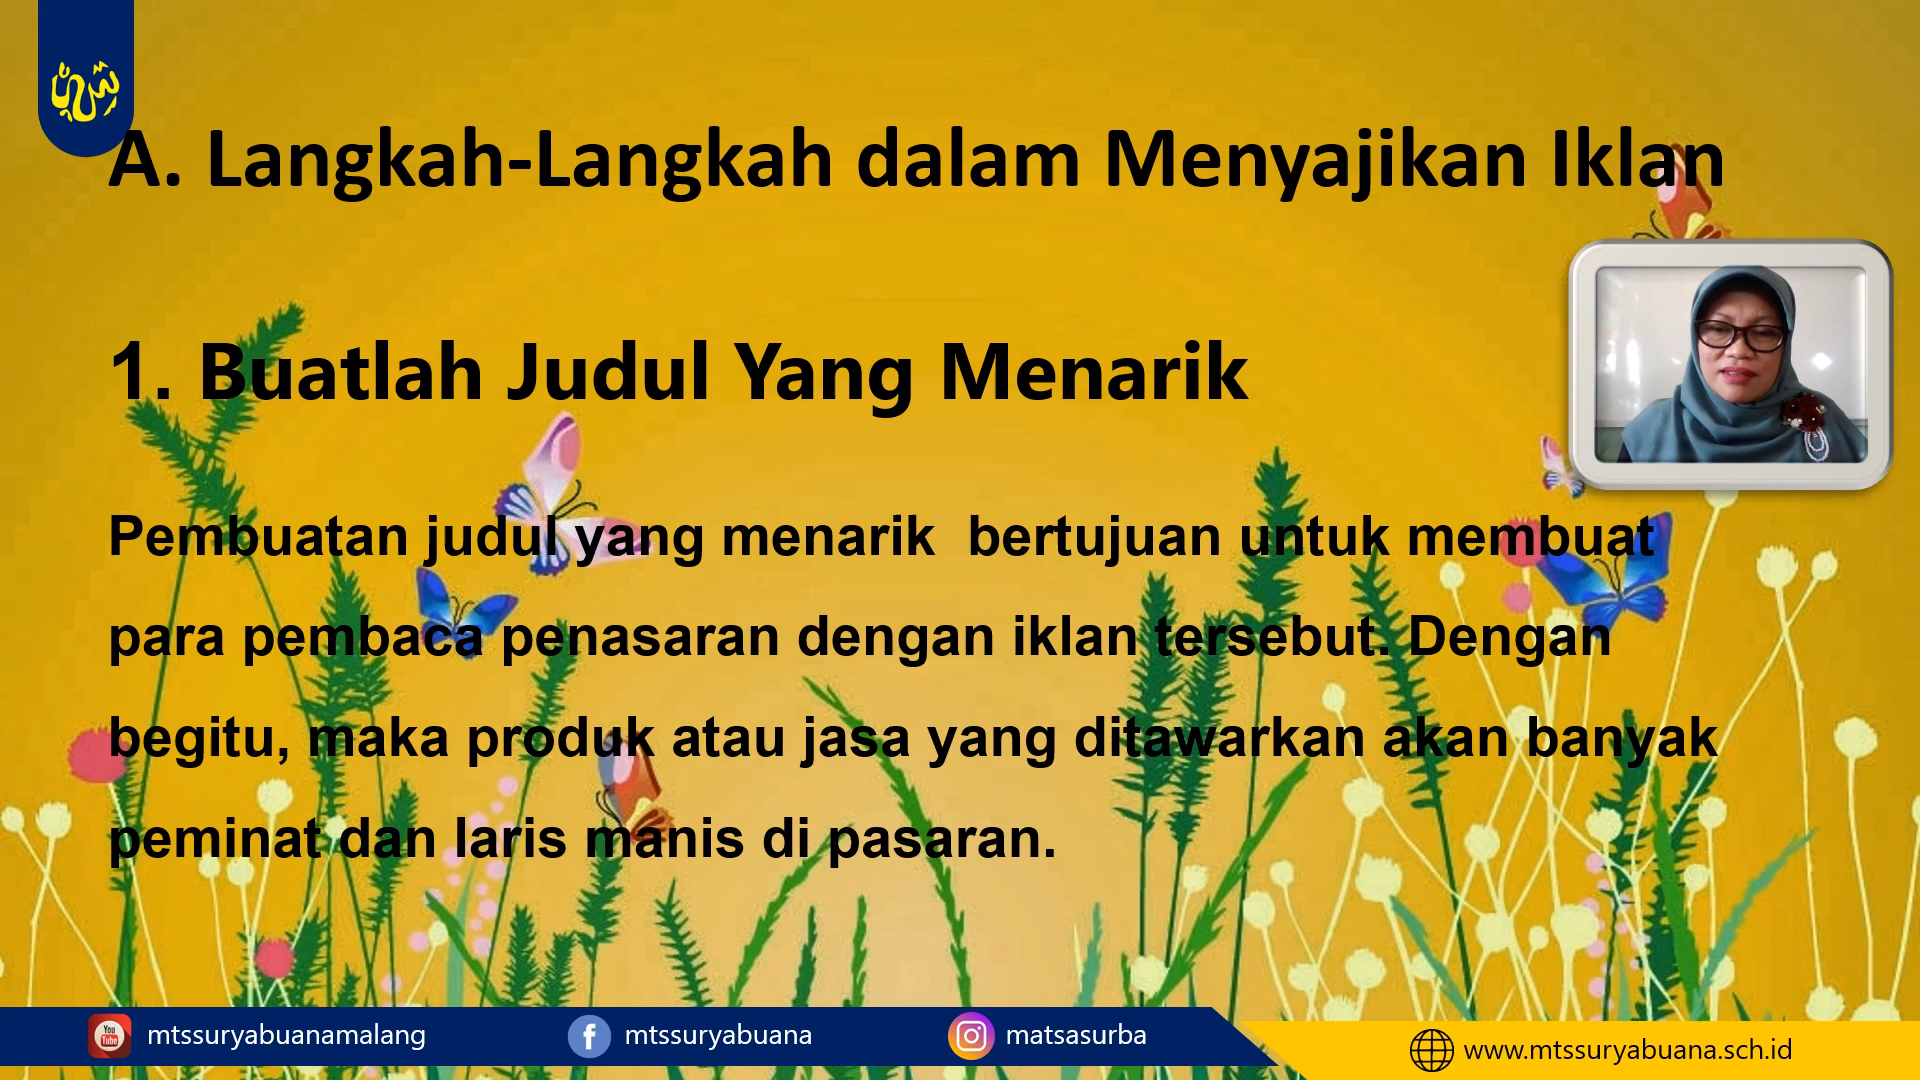 A. Langkah-Langkah dalam Menyajikan Iklan
1. Buatlah Judul Yang Menarik
Pembuatan judul yang menarik  bertujuan untuk membuat
para pembaca penasaran dengan iklan tersebut. Dengan
begitu, maka produk atau jasa yang ditawarkan akan banyak
peminat dan laris manis di pasaran.
You Tube mtssuryabuanamalang
mtssuryabuana
matsasurba
www.mtssuryabuana.sch.id